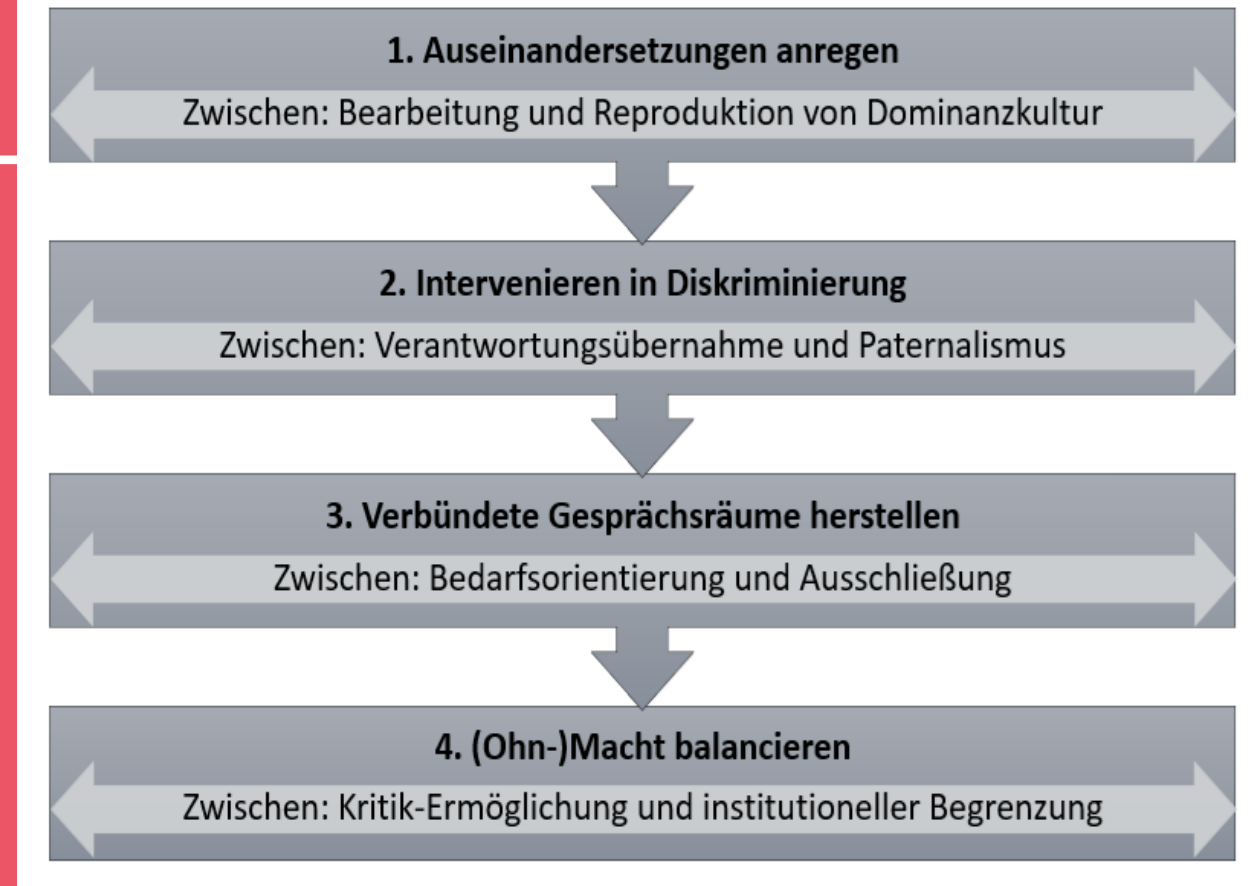 1. Auseinandersetzungen anregen
Zwischen: Bearbeitung und Reproduktion von Dominanzkultur
2. Intervenieren in Diskriminierung
Zwischen: Verantwortungsübernahme und Paternalismus
3. Verbündete Gesprächsräume herstellen
Zwischen: Bedarfsorientierung und Ausschließung
4. (Ohn-)Macht balancieren
Zwischen: Kritik-Ermöglichung und institutioneller Begrenzung